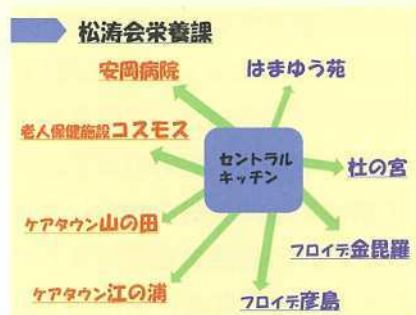 松涛会栄養課
安岡病院
はまゆう苑
老人保健施設コスモス
セントラル
キッチン
杜の宮
ケアタウン山の田
フロイデ金毘羅
ケアタウン江の浦
フロイデ彦島